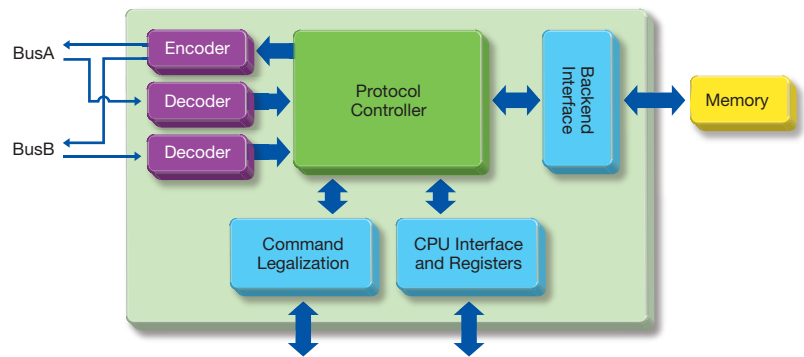 BusA
Encoder
Decoder
BusB
Decoder
Protocol
Controller
Backend
Interface
Memory
Command
Legalization
CPU Interface
and Registers